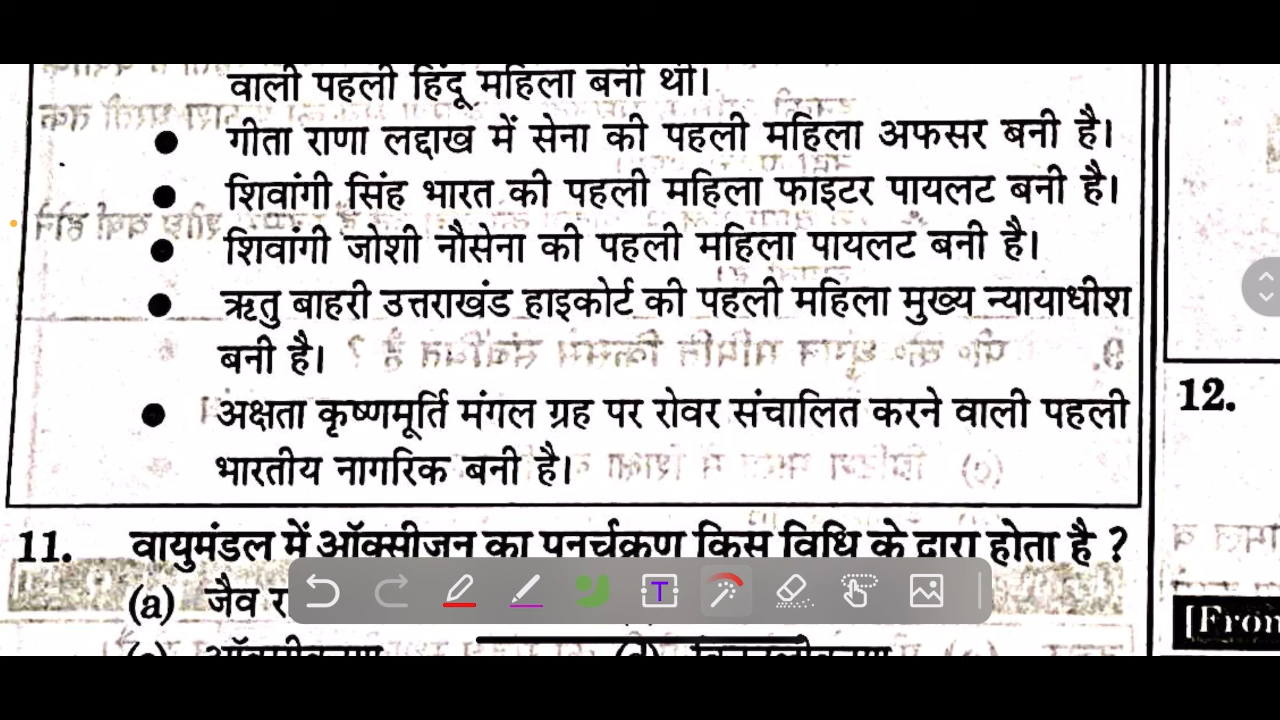 वाली पहली हिंदू महिला बनी थी।
● गीता राणा लद्दाख में सेना की पहली महिला अफसर बनी है।
● शिवांगी सिंह भारत की पहली महिला फाइटर पायलट बनी है।
● शिवांगी जोशी नौसेना की पहली महिला पायलट बनी है।
● ऋतु बाहरी उत्तराखंड हाइकोर्ट की पहली महिला मुख्य न्यायाधीश
बनी है।
● अक्षता कृष्णमूर्ति मंगल ग्रह पर रोवर संचालित करने वाली पहली
भारतीय नागरिक बनी है।
11. वायुमंडल में ऑक्सीजन का पुनर्चक्रण किस विधि के द्वारा होता है ?
(a) जैव
12.
[From
T